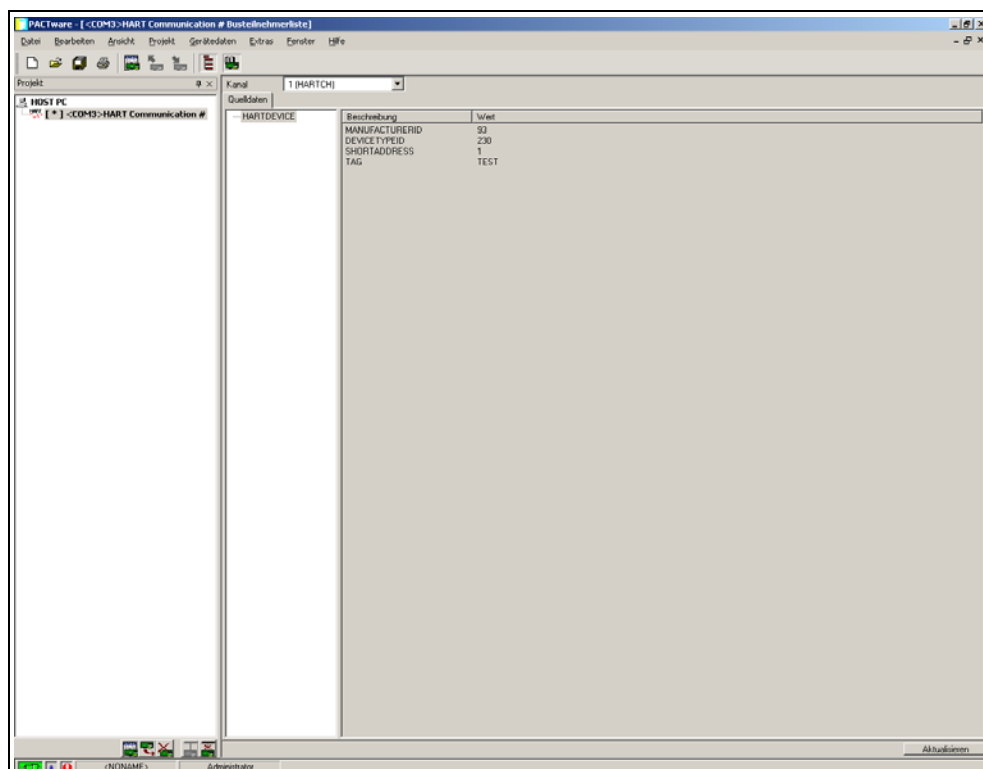 PACTware - [ <COM3>HART Communication # Busteilnehmerliste]
Datei Bearbeiten Ansicht Projekt Gerätedaten Extras Fenster Hilfe
Projekt
Kanal 1 (HARTCH)
HOST PC
Quelldaten
[ * ] <COM3>HART Communication #
HARTDEVICE
Beschreibung Wert
MANUFACTURERID 93
DEVICETYPEID 230
SHORTADDRESS 1
TAG TEST
Aktualisieren
<NONAME> Administrator